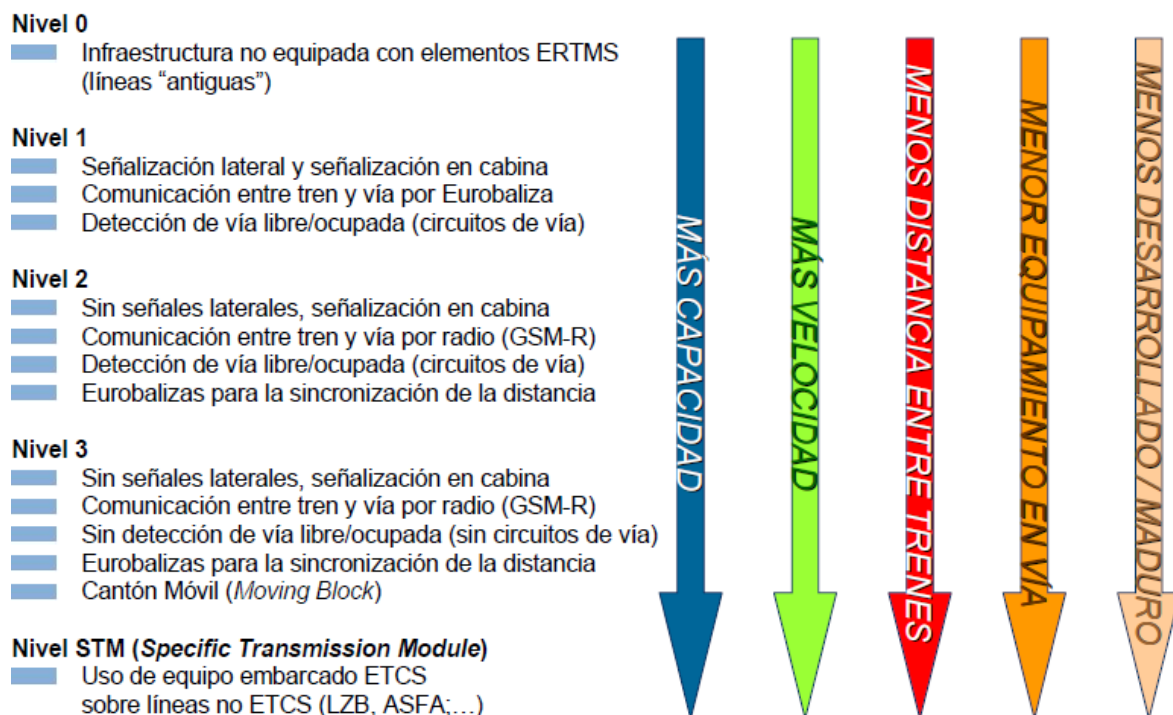 Nivel 0
Infraestructura no equipada con elementos ERTMS
(líneas “antiguas”)
Nivel 1
Señalización lateral y señalización en cabina
Comunicación entre tren y vía por Eurobaliza
Detección de vía libre/ocupada (circuitos de vía)
Nivel 2
Sin señales laterales, señalización en cabina
Comunicación entre tren y vía por radio (GSM-R)
Detección de vía libre/ocupada (circuitos de vía)
Eurobalizas para la sincronización de la distancia
Nivel 3
Sin señales laterales, señalización en cabina
Comunicación entre tren y vía por radio (GSM-R)
Sin detección de vía libre/ocupada (sin circuitos de vía)
Eurobalizas para la sincronización de la distancia
Cantón Móvil (Moving Block)
Nivel STM (Specific Transmission Module)
Uso de equipo embarcado ETCS
sobre líneas no ETCS (LZB, ASFA;…)
MÁS CAPACIDAD
MÁS VELOCIDAD
MENOS DISTANCIA ENTRE TRENES
MENOR EQUIPAMIENTO EN VÍA
MENOS DESARROLLADO / MADURO